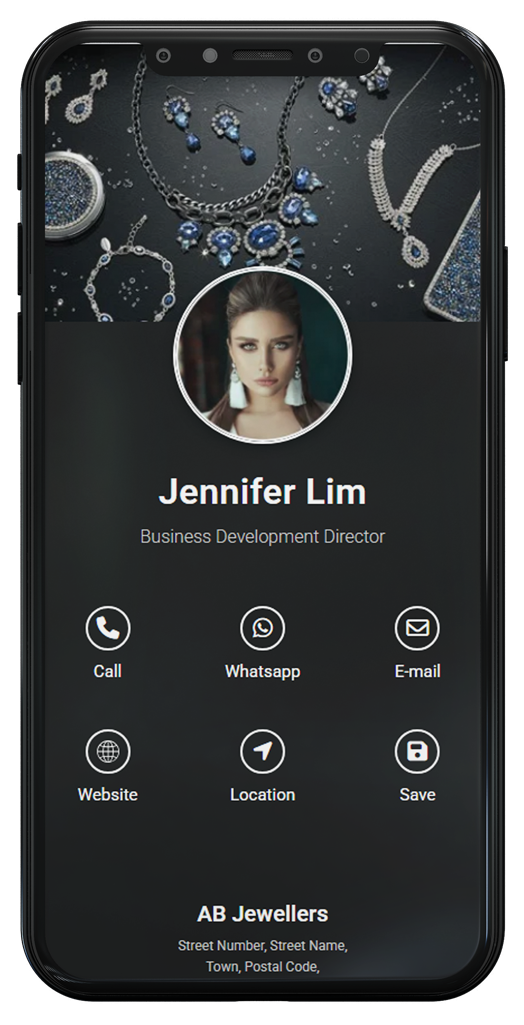 Jennifer Lim
Business Development Director
Call
Whatsapp
E-mail
Website
Location
Save
AB Jewellers
Street Number, Street Name,
Town, Postal Code,